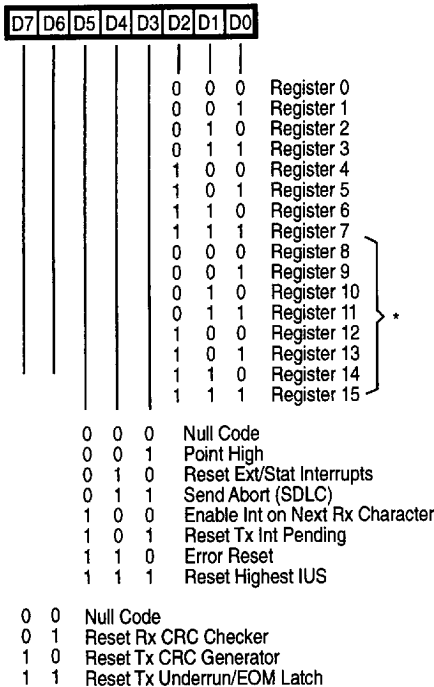 D7 D6 D5 D4 D3 D2 D1 D0
0 0 0 Register 0
0 0 1 Register 1
0 1 0 Register 2
0 1 1 Register 3
1 0 0 Register 4
1 0 1 Register 5
1 1 0 Register 6
1 1 1 Register 7
0 0 0 Register 8
0 0 1 Register 9
0 1 0 Register 10
0 1 1 Register 11 *
1 0 0 Register 12
1 0 1 Register 13
1 1 0 Register 14
1 1 1 Register 15
0 0 0 Null Code
0 0 1 Point High
0 1 0 Reset Ext/Stat Interrupts
0 1 1 Send Abort (SDLC)
1 0 0 Enable Int on Next Rx Character
1 0 1 Reset Tx Int Pending
1 1 0 Error Reset
1 1 1 Reset Highest IUS
0 0 Null Code
0 1 Reset Rx CRC Checker
1 0 Reset Tx CRC Generator
1 1 Reset Tx Underrun/EOM Latch